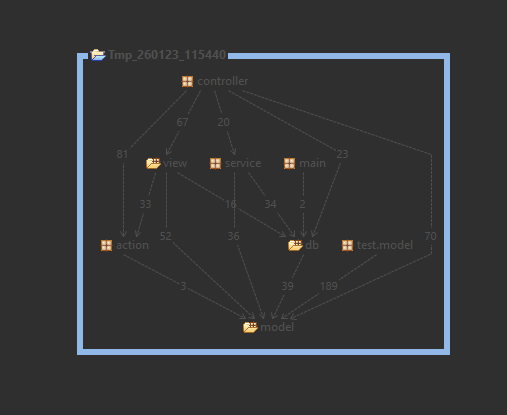 Tmp_260123_115440
controller
67 20
81 23
view service main
33 16 34 2
52 36 70
action db test.model
3 39 189
model